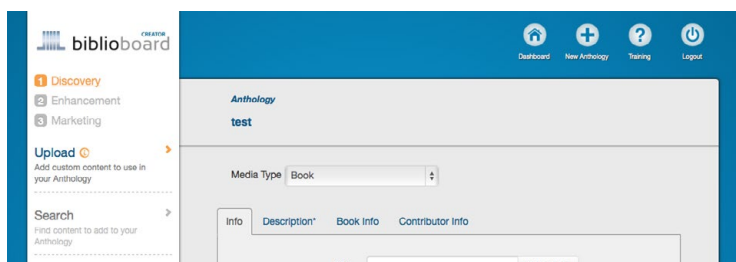 CREATOR
biblioboard
Dashboard
New Anthology
Training
Logout
1 Discovery
2 Enhancement
3 Marketing
Upload
Add custom content to use in
your Anthology
Search
Find content to add to your
Anthology
Anthology
test
Media Type Book
Info Description* Book Info Contributor Info